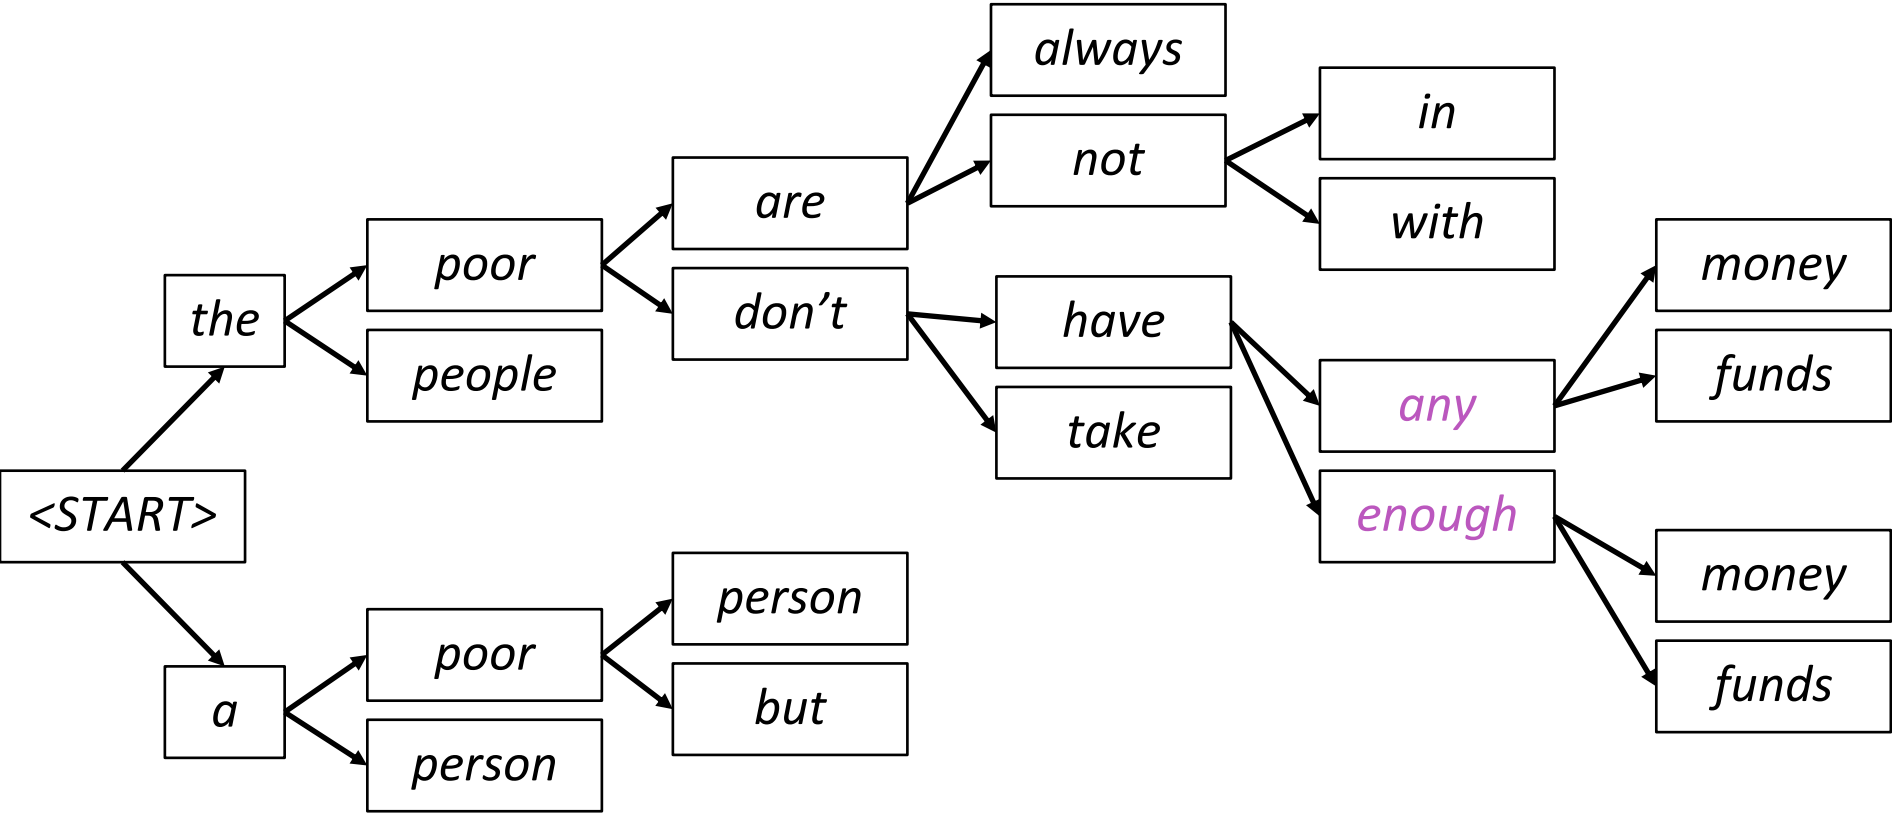 <START>
the
a
poor
people
poor
person
are
don’t
person
but
always
not
have
take
in
with
any
enough
money
funds
money
funds